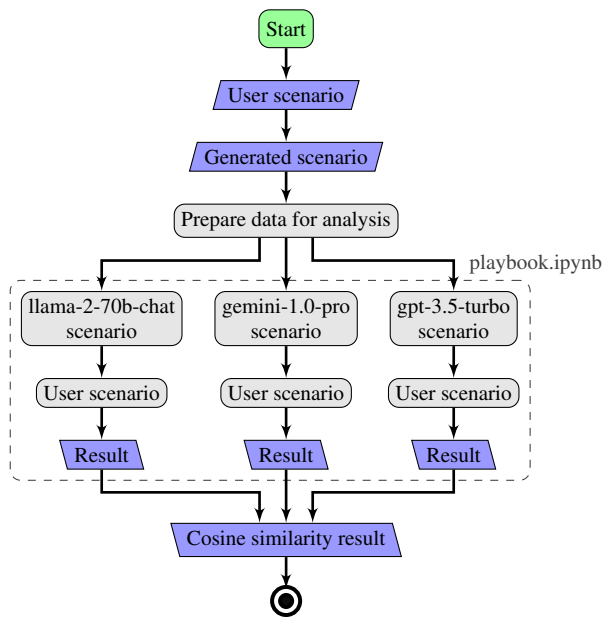 Start
User scenario
Generated scenario
Prepare data for analysis
playbook.ipynb
llama-2-70b-chat
scenario
gemini-1.0-pro
scenario
gpt-3.5-turbo
scenario
User scenario
User scenario
User scenario
Result
Result
Result
Cosine similarity result